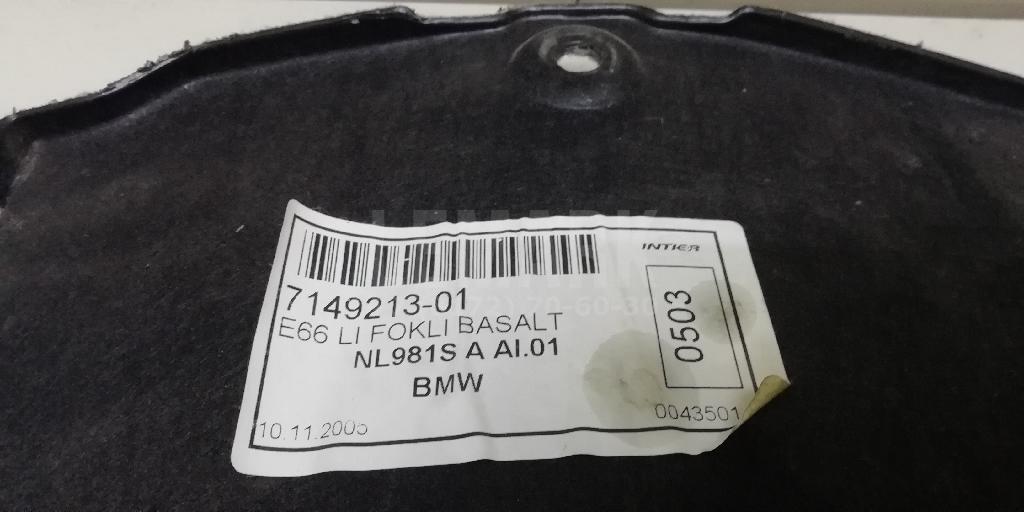 INTIER
7149213-01
E66 LI FOKLI BASALT
NL981S A AI.01
BMW
0503
10.11.2005
0043501